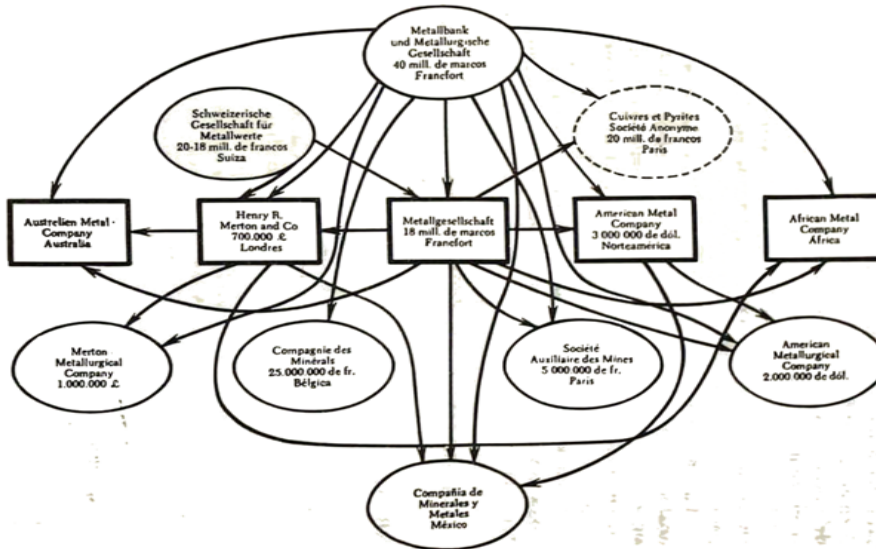 Metallbank
und Metallurgische
Gesellschaft
40 mill. de marcos
Francfort
Schweizerische
Gesellschaft für
Metallwerte
20-18 mill. de francos
Suiza
Cuivres et Pyrites
Société Anonyme
20 mill. de francos
Paris
Australien Metal
Company
Australia
Henry R.
Merton and Co
700.000 £
Londres
Metallgesellschaft
18 mill. de marcos
Francfort
American Metal
Company
3 000 000 de dól.
Norteamérica
African Metal
Company
África
Merton
Metallurgical
Company
1.000.000 £
Compagnie des
Minérals
25.000.000 de fr.
Bélgica
Société
Auxiliaire des Mines
5 000.000 de fr.
Paris
American
Metallurgical
Company
2.000.000 de dól.
Compañía de
Minerales y
Metales
México